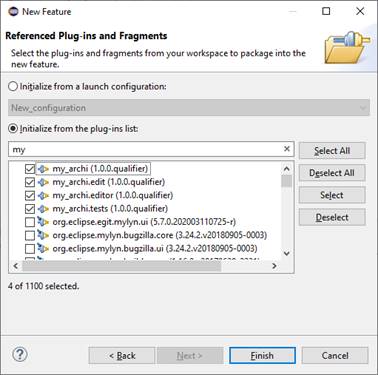 New Feature
Referenced Plug-ins and Fragments
Select the plug-ins and fragments from your workspace to package into the
new feature.
Initialize from a launch configuration:
New_configuration
Initialize from the plug-ins list:
my
Select All
my_archi (1.0.0.qualifier)
my_archi.edit (1.0.0.qualifier)
Deselect All
my_archi.editor (1.0.0.qualifier)
Select
my_archi.tests (1.0.0.qualifier)
org.eclipse.egit.mylyn.ui (5.7.0.202003110725-r)
Deselect
org.eclipse.mylyn.bugzilla.core (3.24.2.v20180905-0003)
org.eclipse.mylyn.bugzilla.ui (3.24.2.v20180905-0003)
4 of 1100 selected.
?
< Back
Next >
Finish
Cancel